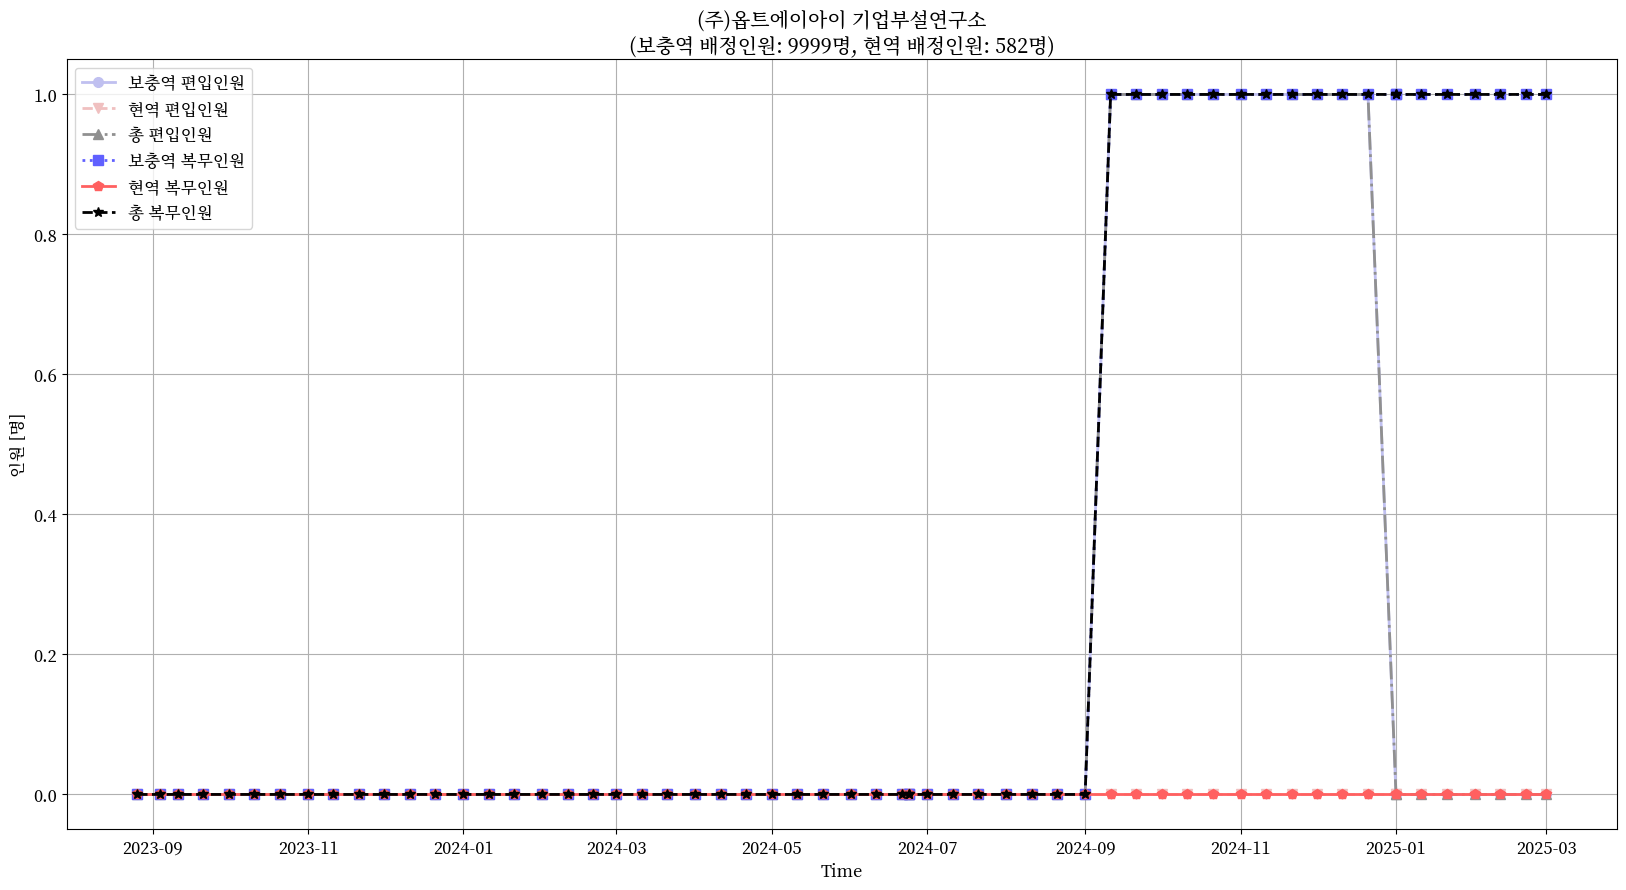 (주)옵트에이아이 기업부설연구소
(보충역 배정인원: 9999명, 현역 배정인원: 582명)
보충역 편입인원
현역 편입인원
총 편입인원
보충역 복무인원
현역 복무인원
총 복무인원
인원 [명]
1.0
0.8
0.6
0.4
0.2
0.0
2023-09
2023-11
2024-01
2024-03
2024-05
2024-07
2024-09
2024-11
2025-01
2025-03
Time